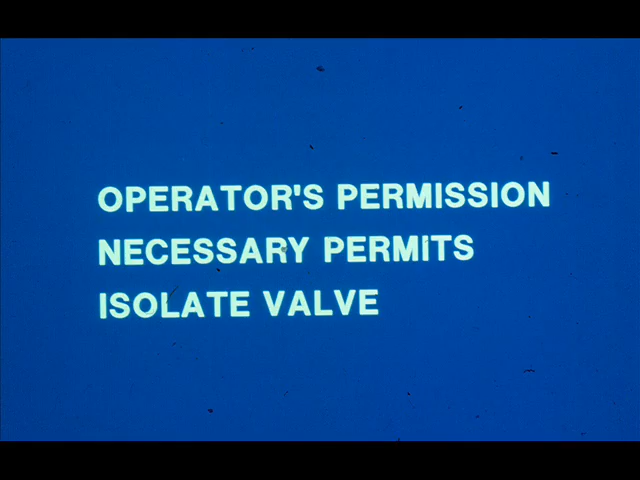 OPERATOR'S PERMISSION
NECESSARY PERMITS
ISOLATE VALVE